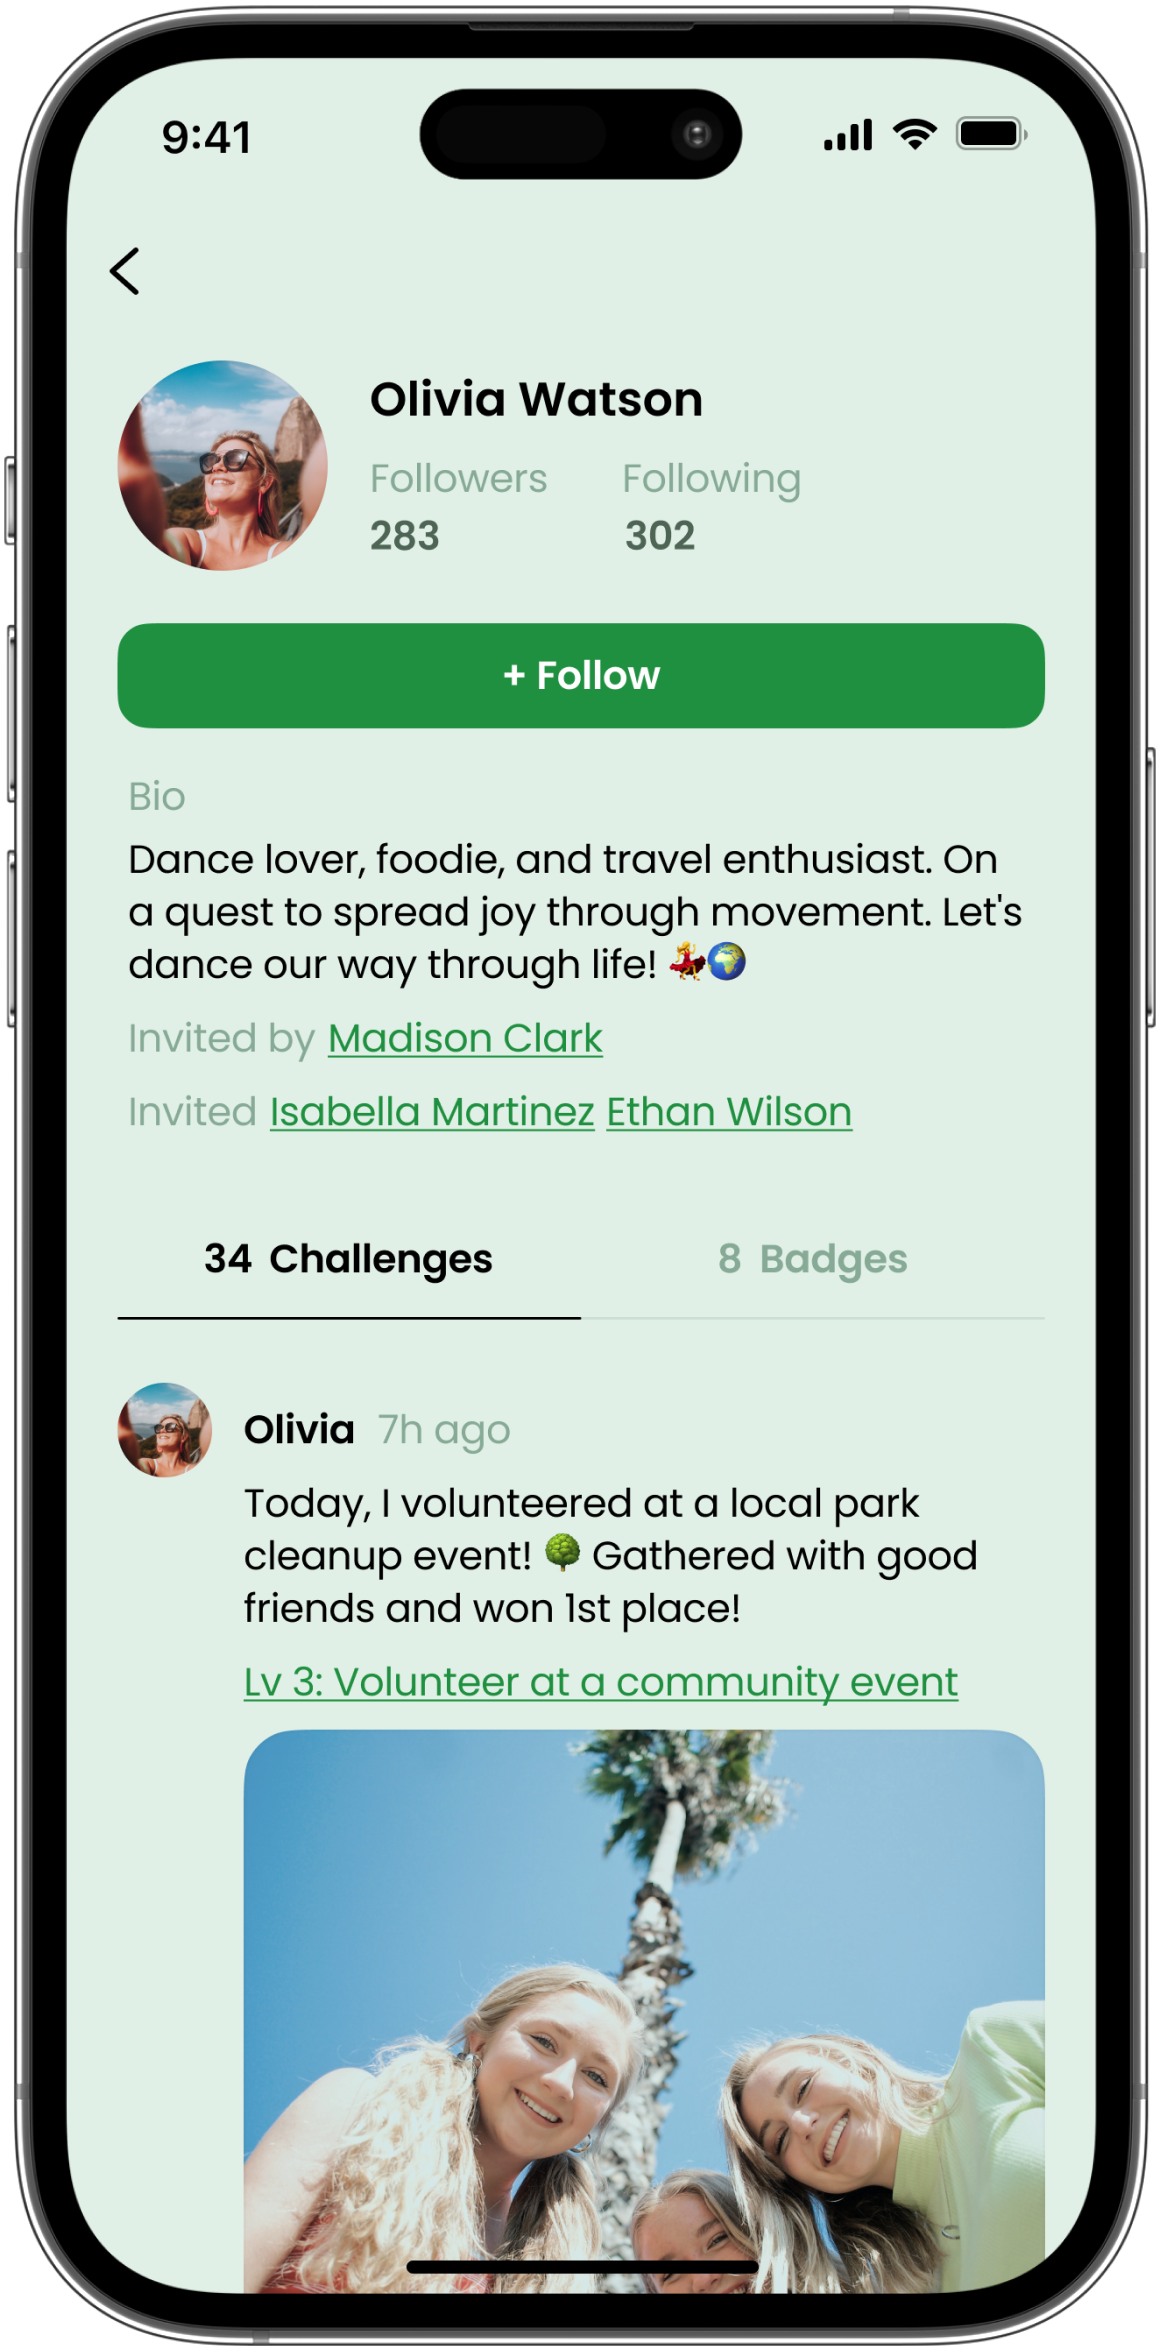 9:41
Olivia Watson
Followers Following
283 302
+ Follow
Bio
Dance lover, foodie, and travel enthusiast. On
a quest to spread joy through movement. Let's
dance our way through life! 💃🌍
Invited by Madison Clark
Invited Isabella Martinez Ethan Wilson
34 Challenges 8 Badges
Olivia 7h ago
Today, I volunteered at a local park
cleanup event! 🌳 Gathered with good
friends and won 1st place!
Lv 3: Volunteer at a community event